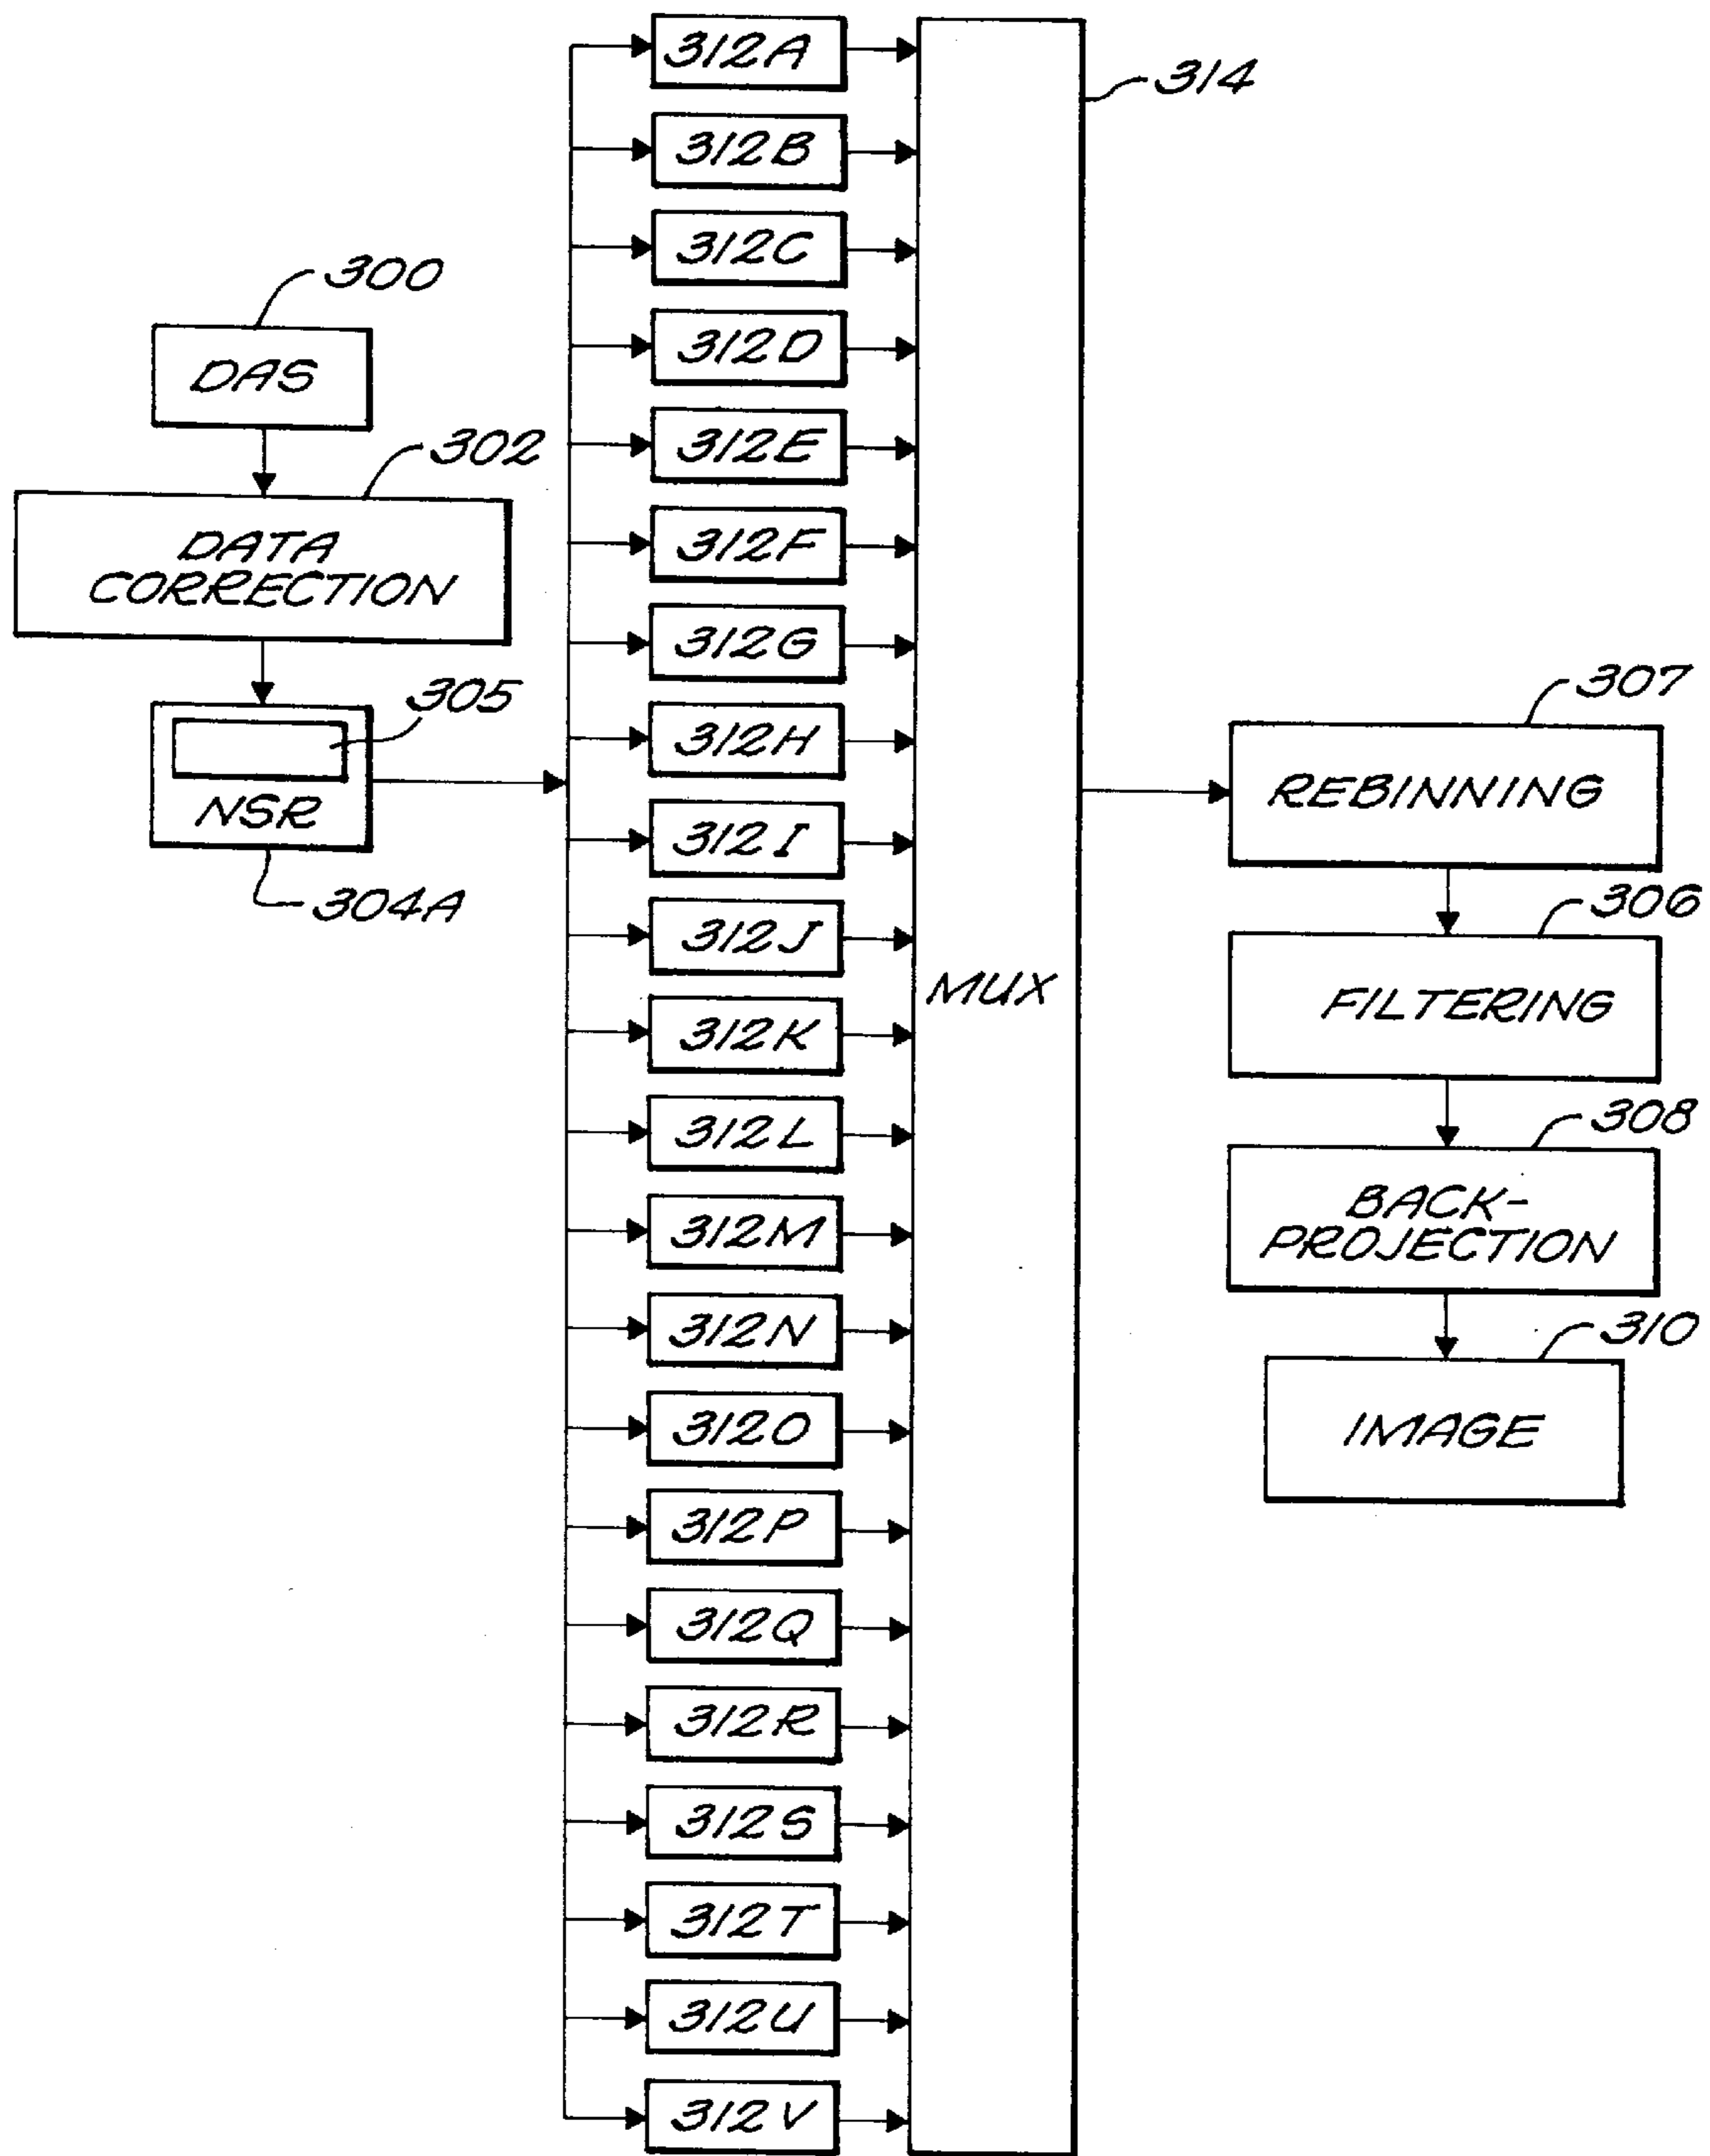 300
DAS
302
DATA
CORRECTION
305
NSR
304A
312A
312B
312C
312D
312E
312F
312G
312H
312I
312J
312K
312L
312M
312N
312O
312P
312Q
312R
312S
312T
312U
312V
314
MUX
307
REBINNING
306
FILTERING
308
BACK-
PROJECTION
310
IMAGE